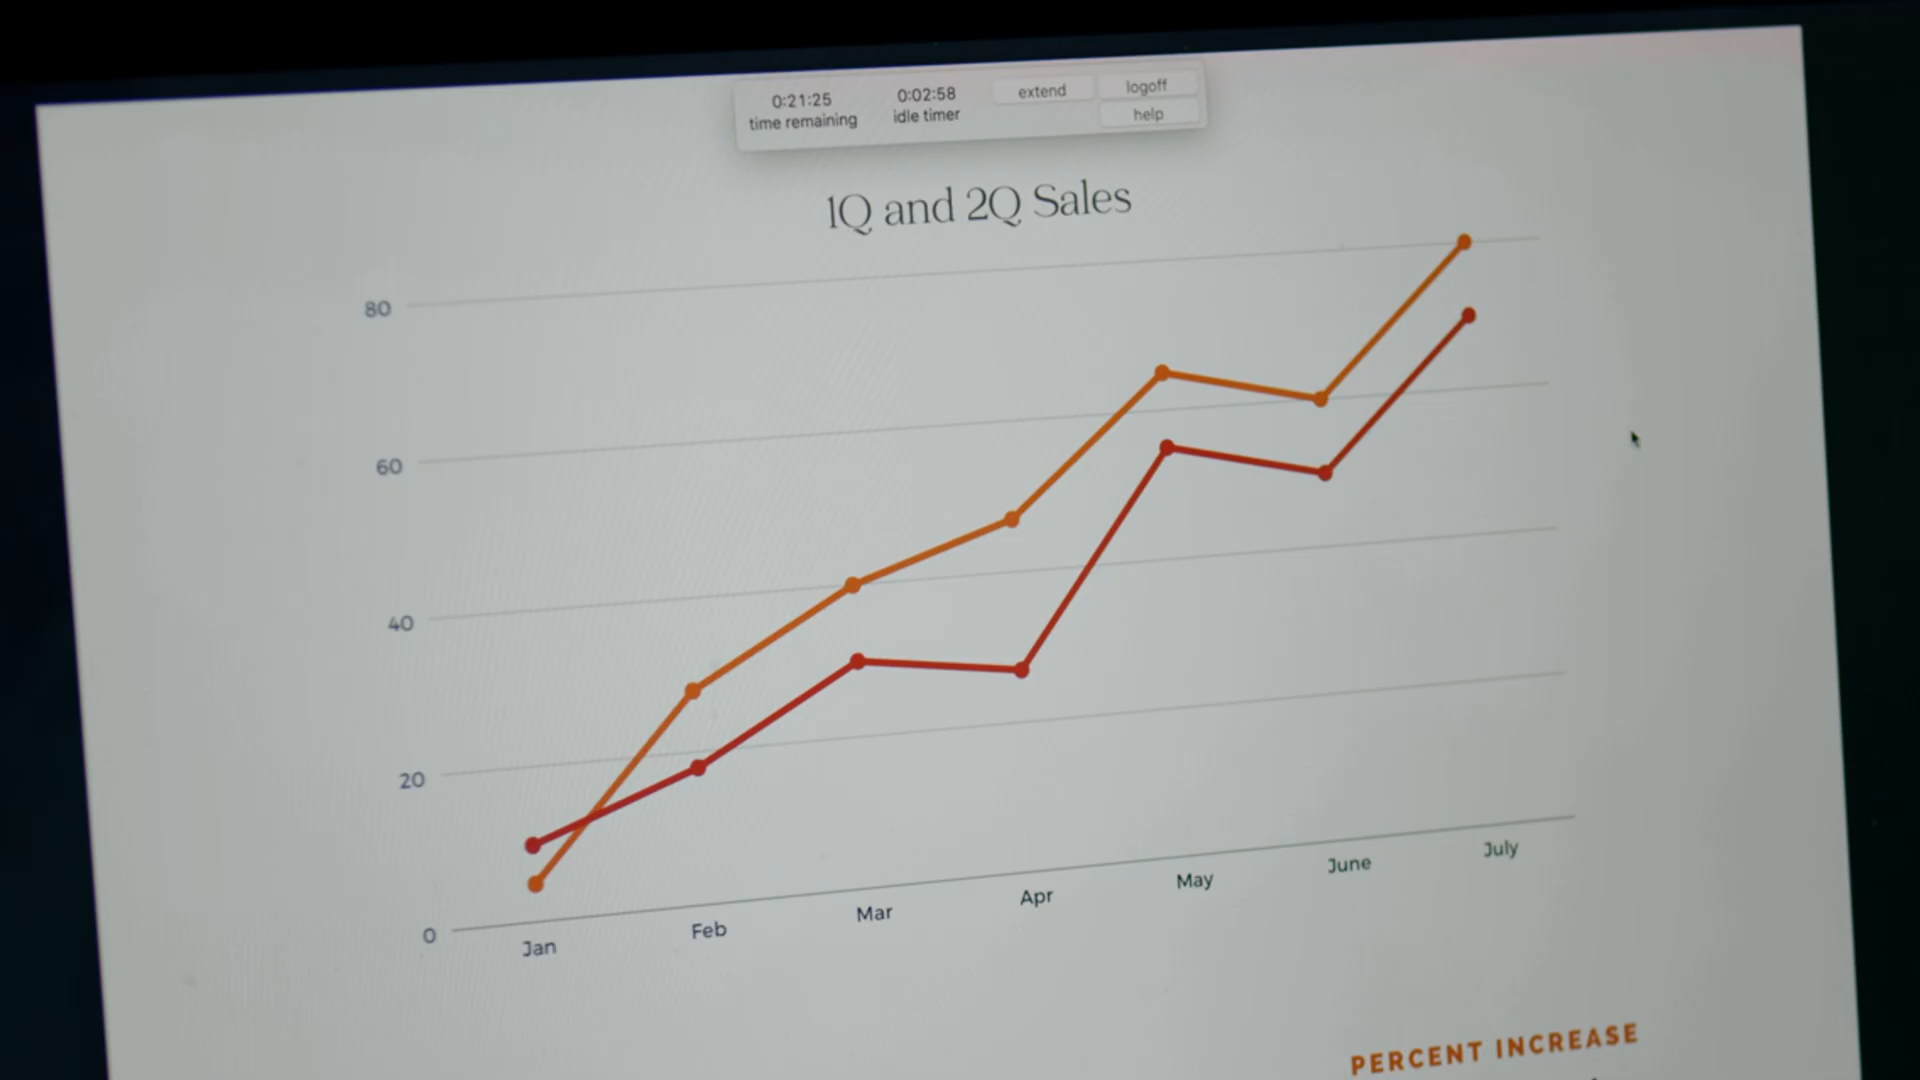 0:21:25
time remaining
0:02:58
idle timer
extend
logoff
help
1Q and 2Q Sales
80
60
40
20
0
Jan
Feb
Mar
Apr
May
June
July
PERCENT INCREASE